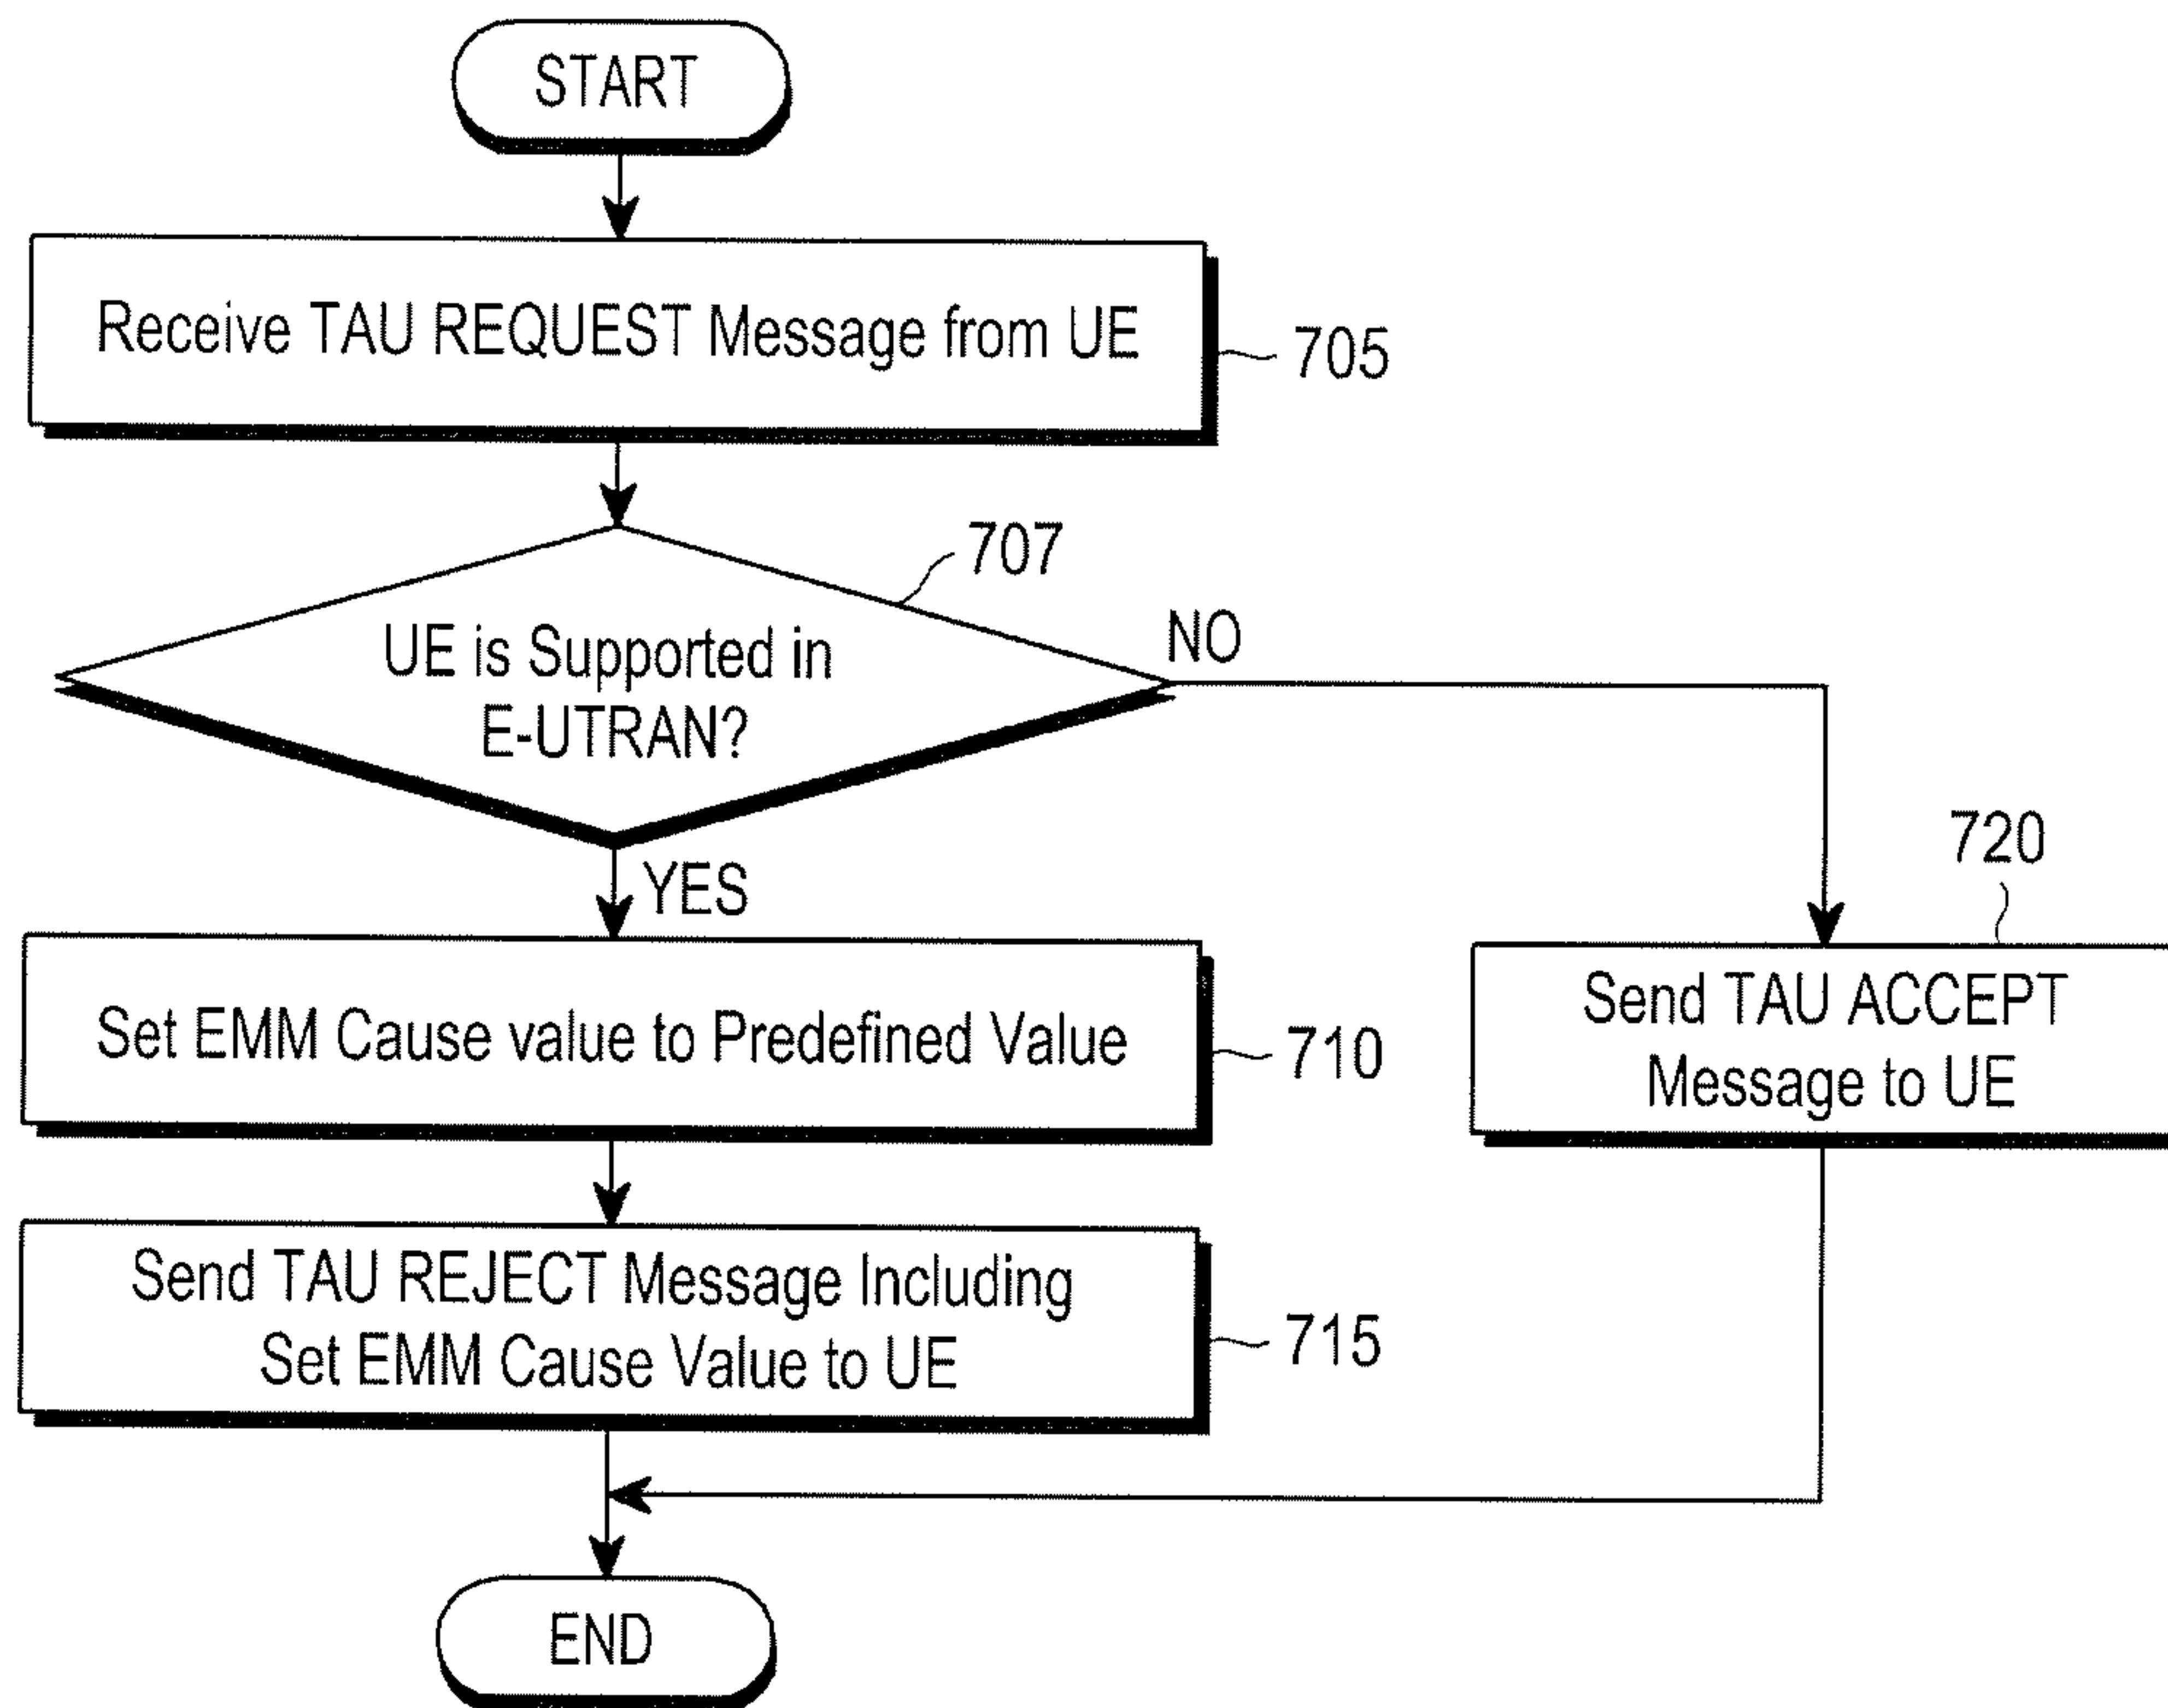 START
Receive TAU REQUEST Message from UE
705
707
UE is Supported in
E-UTRAN?
NO
YES
720
Set EMM Cause value to Predefined Value
710
Send TAU ACCEPT
Message to UE
Send TAU REJECT Message Including
Set EMM Cause Value to UE
715
END